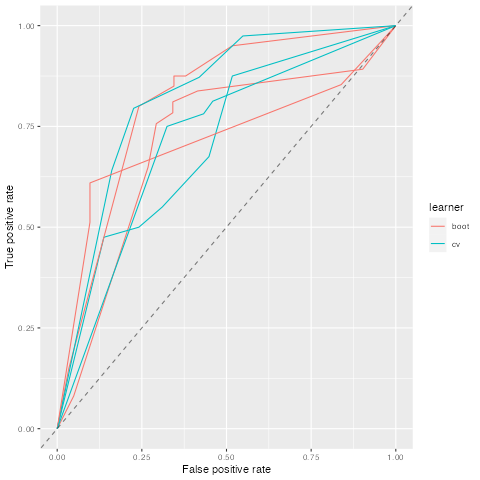 1.00
0.75
0.50
0.25
0.00
True positive rate
0.00 0.25 0.50 0.75 1.00
False positive rate
learner
boot
cv